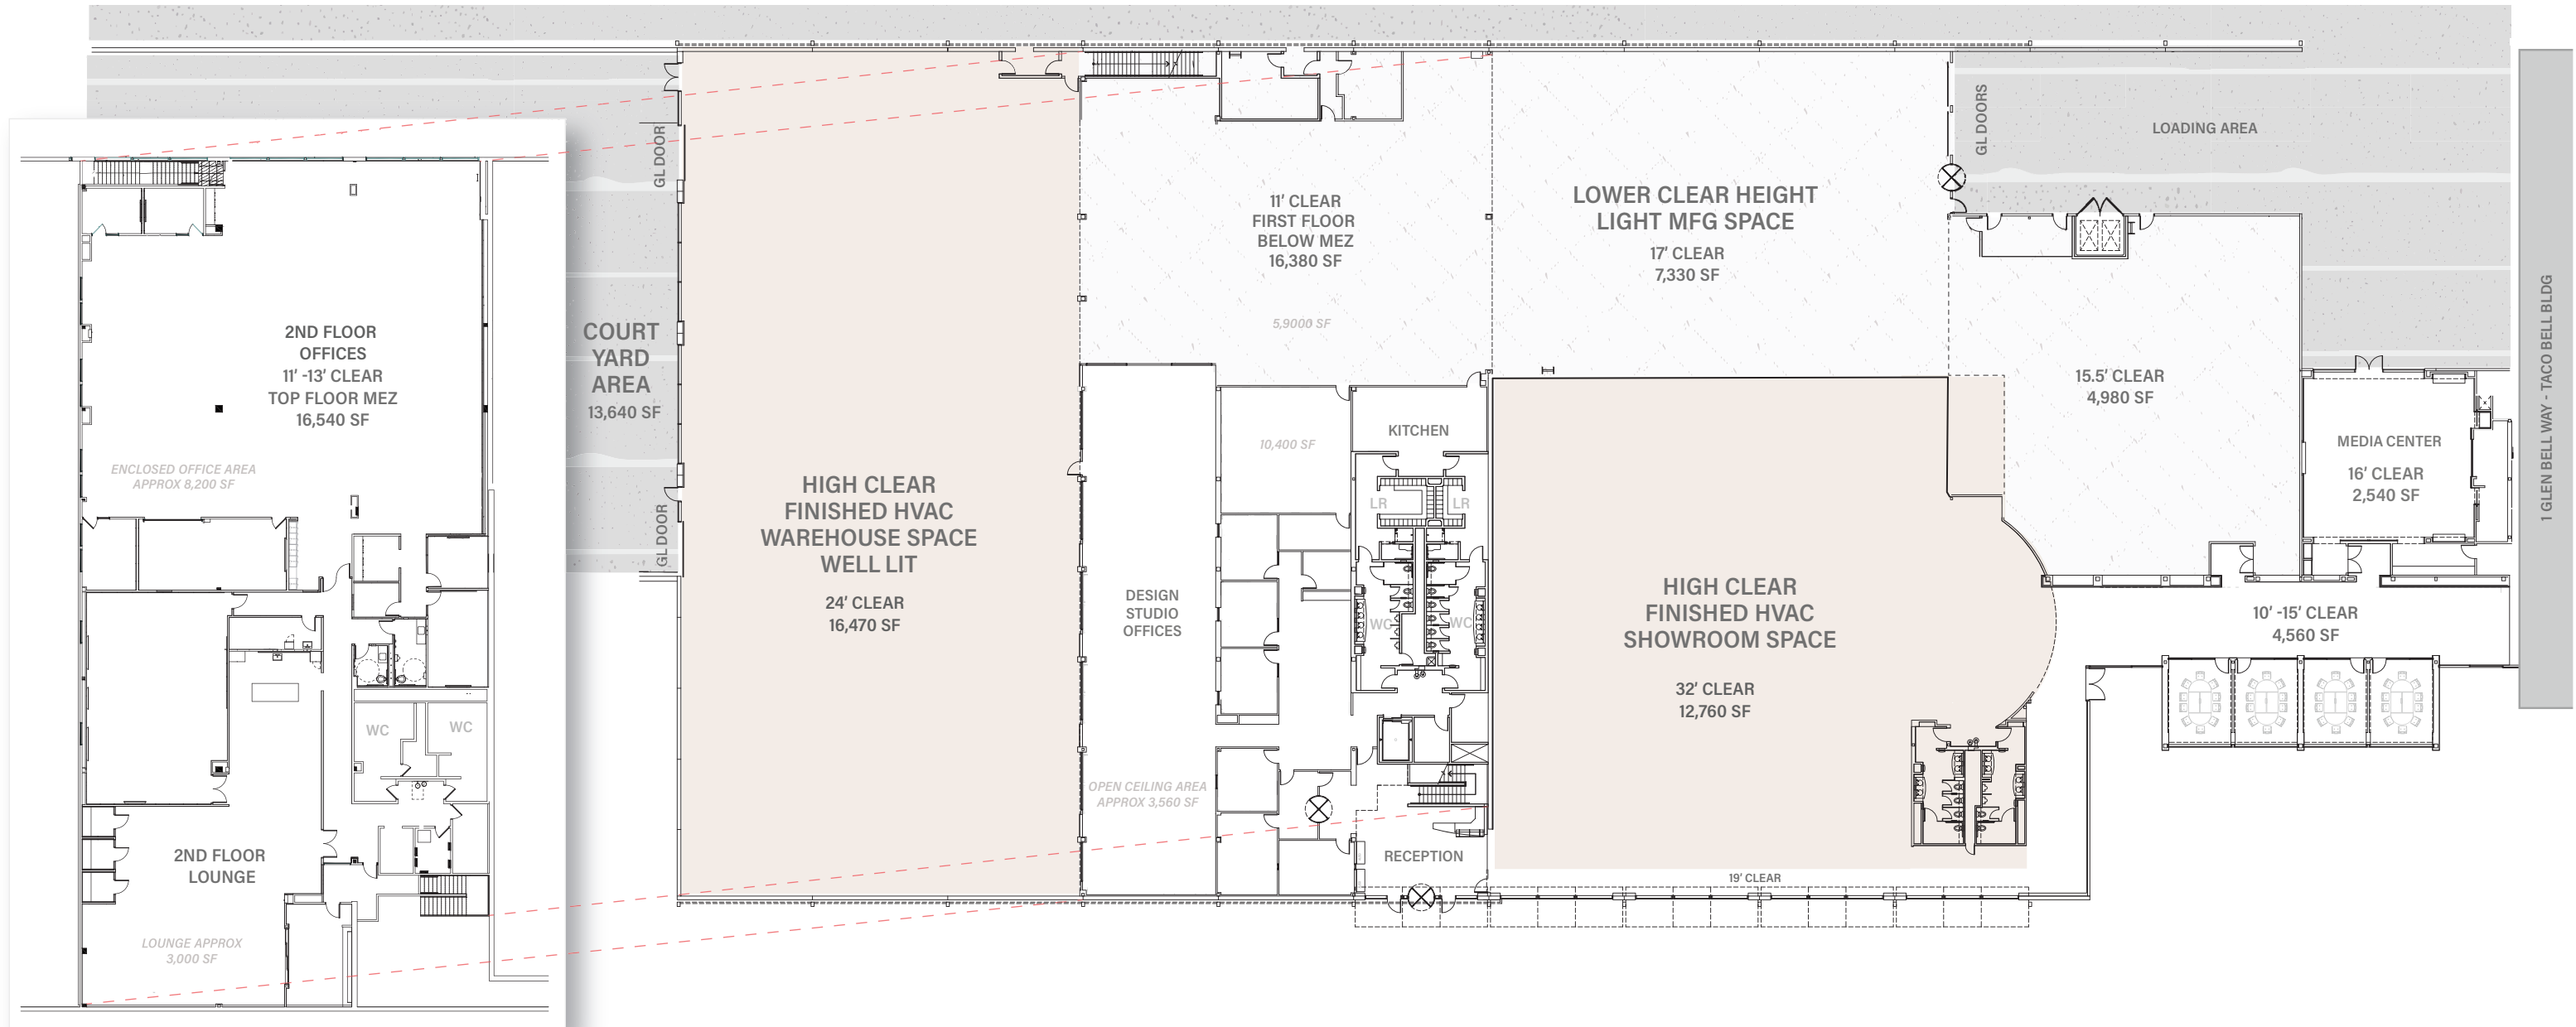 2ND FLOOR
OFFICES
11' -13' CLEAR
TOP FLOOR MEZ
16,540 SF
ENCLOSED OFFICE AREA
APPROX 8,200 SF
WC
WC
2ND FLOOR
LOUNGE
LOUNGE APPROX
3,000 SF
COURT
YARD
AREA
13,640 SF
GL DOOR
GL DOOR
HIGH CLEAR
FINISHED HVAC
WAREHOUSE SPACE
WELL LIT
24' CLEAR
16,470 SF
11' CLEAR
FIRST FLOOR
BELOW MEZ
16,380 SF
5,9000 SF
DESIGN
STUDIO
OFFICES
OPEN CEILING AREA
APPROX 3,560 SF
10,400 SF
KITCHEN
LR
LR
WC
WC
RECEPTION
LOWER CLEAR HEIGHT
LIGHT MFG SPACE
17' CLEAR
7,330 SF
HIGH CLEAR
FINISHED HVAC
SHOWROOM SPACE
32' CLEAR
12,760 SF
19' CLEAR
GL DOORS
LOADING AREA
15.5' CLEAR
4,980 SF
MEDIA CENTER
16' CLEAR
2,540 SF
10' -15' CLEAR
4,560 SF
1 GLEN BELL WAY - TACO BELL BLDG